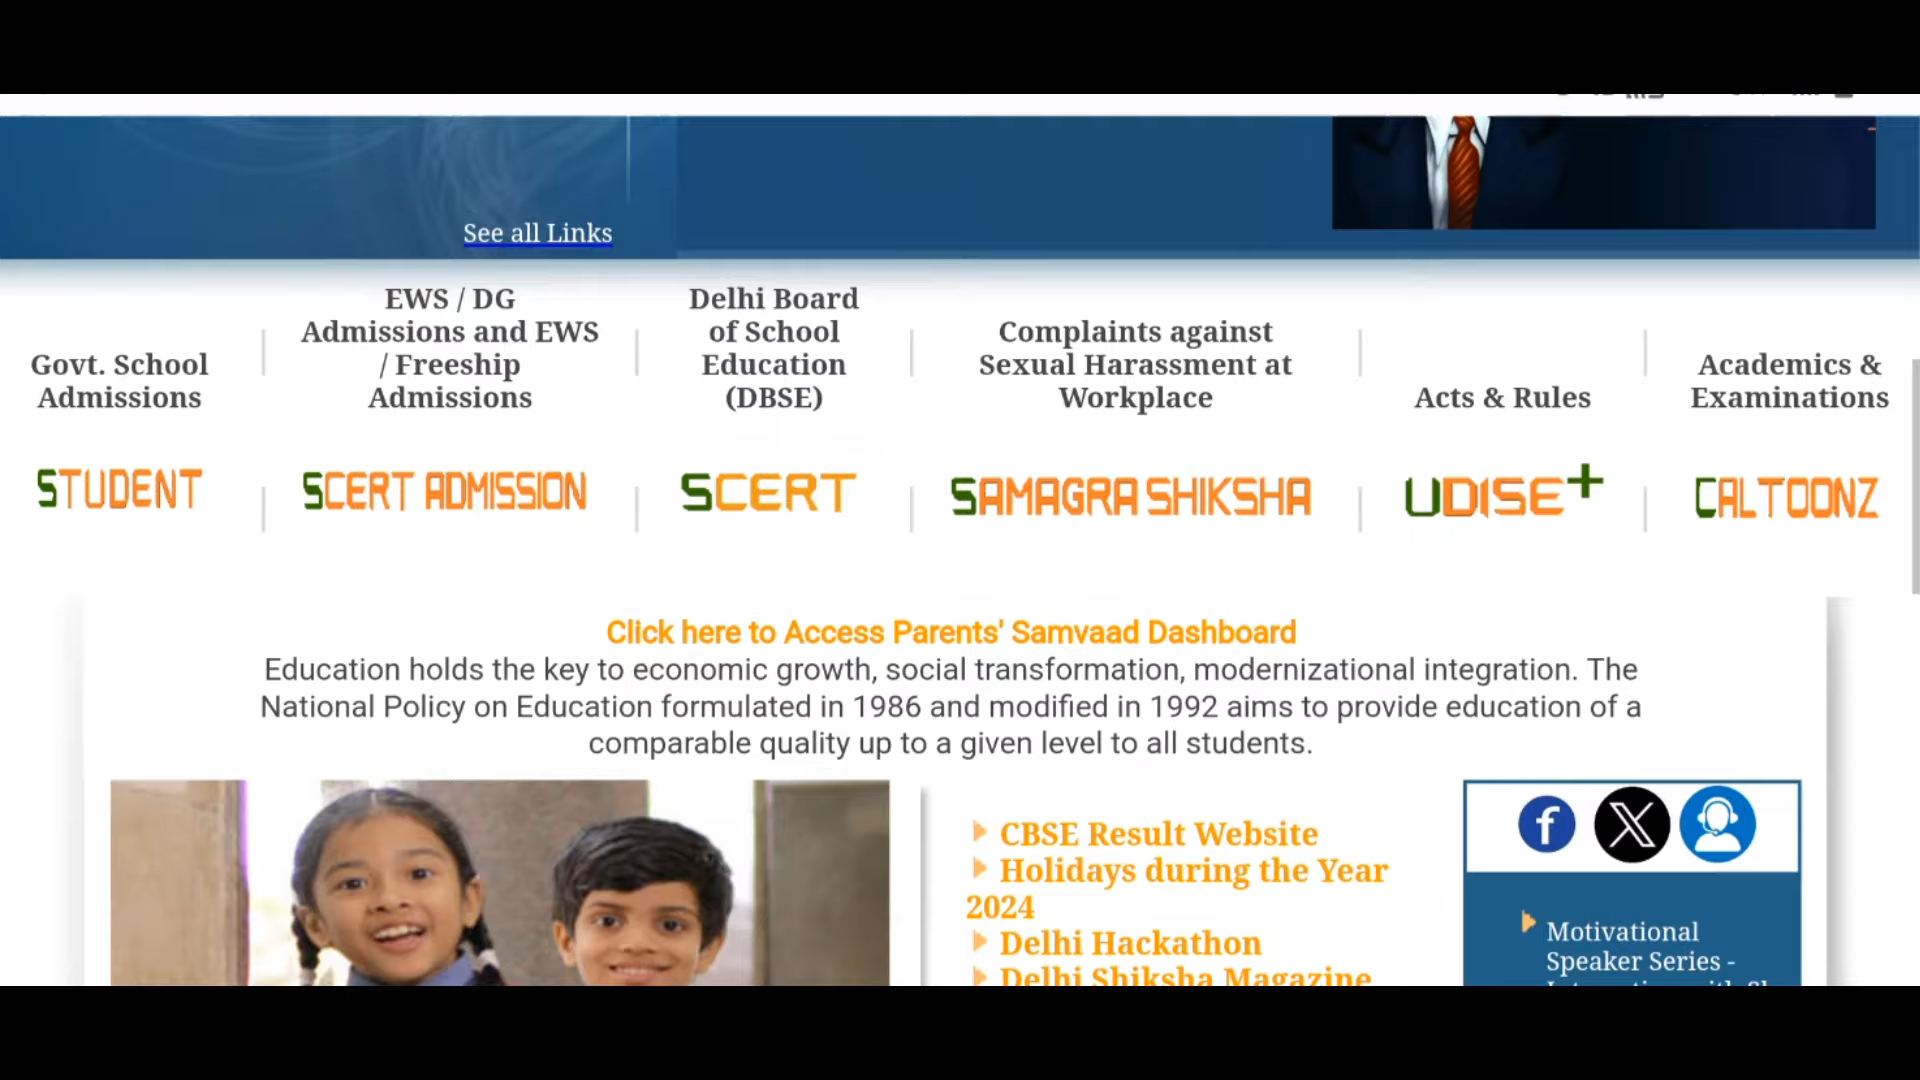 See all Links
Govt. School
Admissions
EWS / DG
Admissions and EWS
/ Freeship
Admissions
Delhi Board
of School
Education
(DBSE)
Complaints against
Sexual Harassment at
Workplace
Acts & Rules
Academics &
Examinations
STUDENT
SCERT ADMISSION
SCERT
SAMAGRA SHIKSHA
UDISE+
CALTOONZ
Click here to Access Parents' Samvaad Dashboard
Education holds the key to economic growth, social transformation, modernizational integration. The
National Policy on Education formulated in 1986 and modified in 1992 aims to provide education of a
comparable quality up to a given level to all students.
CBSE Result Website
Holidays during the Year
2024
Delhi Hackathon
Delhi Shiksha Magazine
Motivational
Speaker Series -